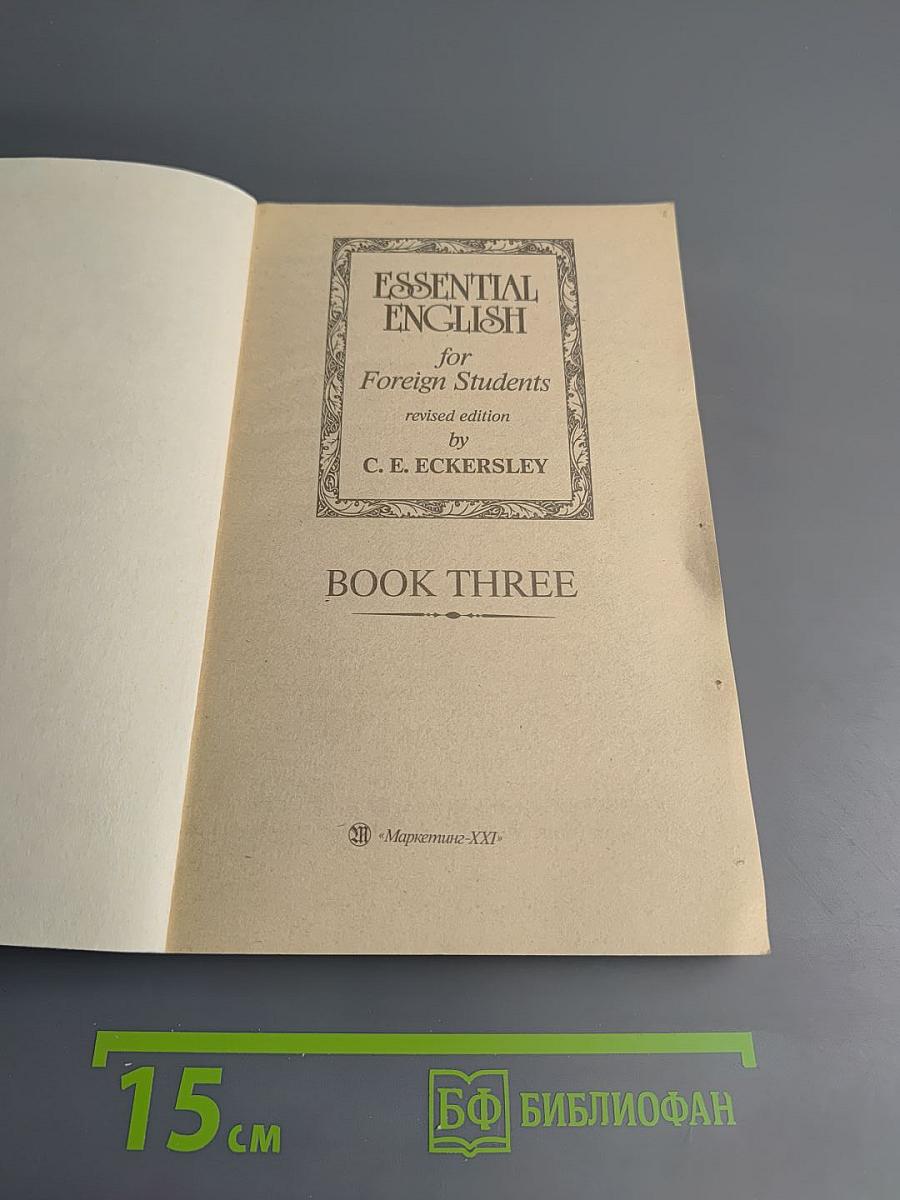 ESSENTIAL
ENGLISH
for
Foreign Students
revised edition
by
C. E. ECKERSLEY
BOOK THREE
«Маркетинг-XXI»
15 см
БФ БИБЛИОФАН